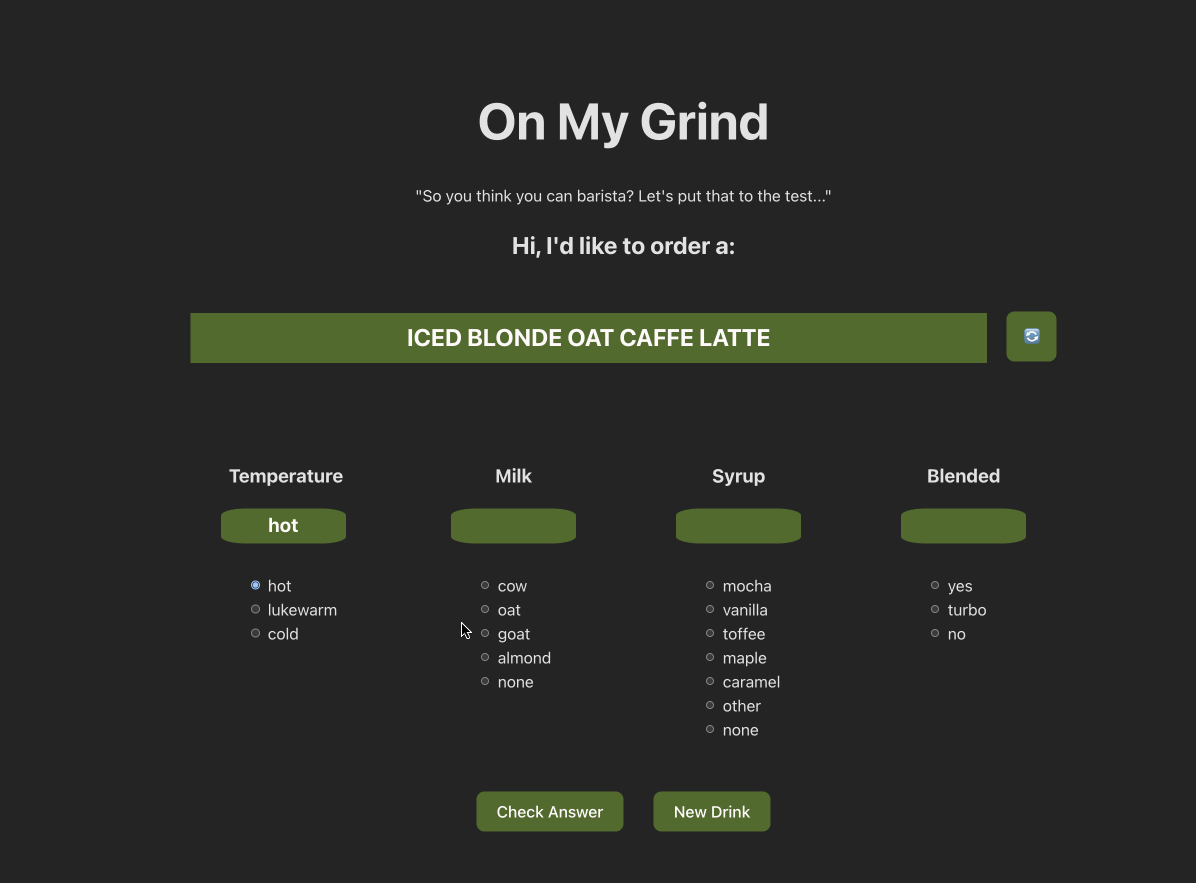 On My Grind
"So you think you can barista? Let's put that to the test..."
Hi, I'd like to order a:
ICED BLONDE OAT CAFFE LATTE
Temperature
hot
hot
lukewarm
cold
Milk
cow
oat
goat
almond
none
Syrup
mocha
vanilla
toffee
maple
caramel
other
none
Blended
yes
turbo
no
Check Answer
New Drink